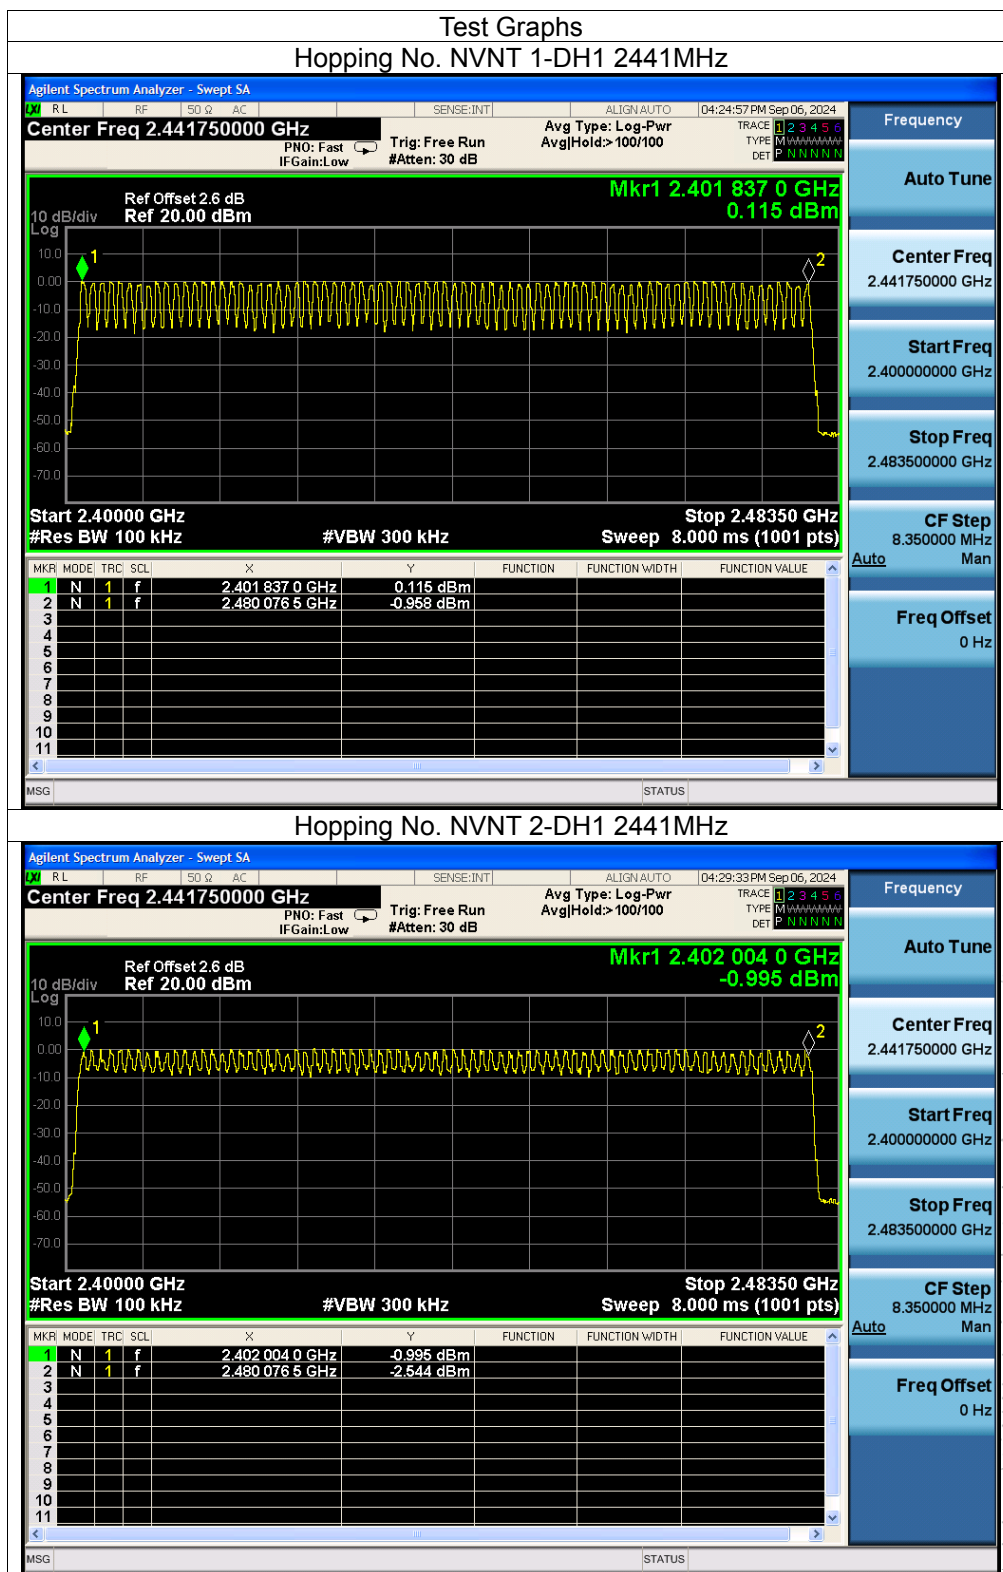 Test Graphs
Hopping No. NVNT 1-DH1 2441MHz
Agilent Spectrum Analyzer - Swept SA
LXI RL RF 50 Ω AC SENSE:INT ALIGN AUTO 04:24:57 PM Sep 06, 2024
Center Freq 2.441750000 GHz
PNO: Fast
IFGain:Low
Trig: Free Run
#Atten: 30 dB
Avg Type: Log-Pwr
Avg|Hold:>100/100
TRACE 1 2 3 4 5 6
TYPE M
DET P N N N N N
Frequency
Mkr1 2.401 837 0 GHz
0.115 dBm
Ref Offset 2.6 dB
10 dB/div Ref 20.00 dBm
Log
10.0
0.00
-10.0
-20.0
-30.0
-40.0
-50.0
-60.0
-70.0
1
2
Start 2.40000 GHz Stop 2.48350 GHz
#Res BW 100 kHz #VBW 300 kHz Sweep 8.000 ms (1001 pts)
MKR MODE TRC SCL X Y FUNCTION FUNCTION WIDTH FUNCTION VALUE
1 N 1 f 2.401 837 0 GHz 0.115 dBm
2 N 1 f 2.480 076 5 GHz -0.958 dBm
3
4
5
6
7
8
9
10
11
MSG STATUS
Auto Tune
Center Freq
2.441750000 GHz
Start Freq
2.400000000 GHz
Stop Freq
2.483500000 GHz
CF Step
8.350000 MHz
Auto Man
Freq Offset
0 Hz
Hopping No. NVNT 2-DH1 2441MHz
Agilent Spectrum Analyzer - Swept SA
LXI RL RF 50 Ω AC SENSE:INT ALIGN AUTO 04:29:33 PM Sep 06, 2024
Center Freq 2.441750000 GHz
PNO: Fast
IFGain:Low
Trig: Free Run
#Atten: 30 dB
Avg Type: Log-Pwr
Avg|Hold:>100/100
TRACE 1 2 3 4 5 6
TYPE M
DET P N N N N N
Frequency
Mkr1 2.402 004 0 GHz
-0.995 dBm
Ref Offset 2.6 dB
10 dB/div Ref 20.00 dBm
Log
10.0
0.00
-10.0
-20.0
-30.0
-40.0
-50.0
-60.0
-70.0
1
2
Start 2.40000 GHz Stop 2.48350 GHz
#Res BW 100 kHz #VBW 300 kHz Sweep 8.000 ms (1001 pts)
MKR MODE TRC SCL X Y FUNCTION FUNCTION WIDTH FUNCTION VALUE
1 N 1 f 2.402 004 0 GHz -0.995 dBm
2 N 1 f 2.480 076 5 GHz -2.544 dBm
3
4
5
6
7
8
9
10
11
MSG STATUS
Auto Tune
Center Freq
2.441750000 GHz
Start Freq
2.400000000 GHz
Stop Freq
2.483500000 GHz
CF Step
8.350000 MHz
Auto Man
Freq Offset
0 Hz